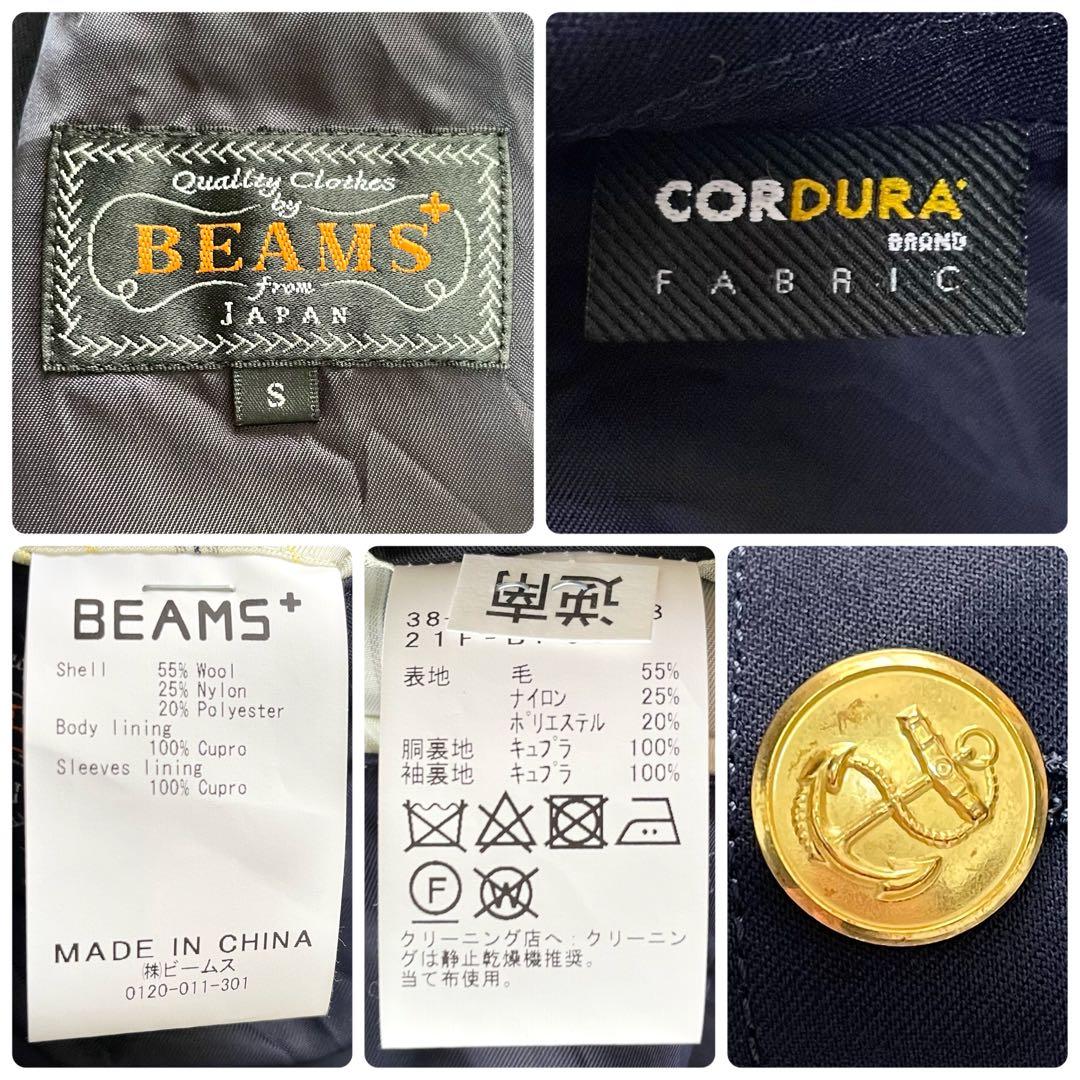 Quality Clothes
by
BEAMS+
from
JAPAN
S
CORDURA
BRAND
FABRIC
BEAMS+
Shell 55% Wool
25% Nylon
20% Polyester
Body lining
100% Cupro
Sleeves lining
100% Cupro
MADE IN CHINA
㈱ビームス
0120-011-301
逆南
38-
表地 毛 55%
ナイロン 25%
ポリエステル 20%
胴裏地 キュプラ 100%
袖裏地 キュプラ 100%
F W
クリーニング店へ:クリーニン
グは静止乾燥機推奨。
当て布使用。